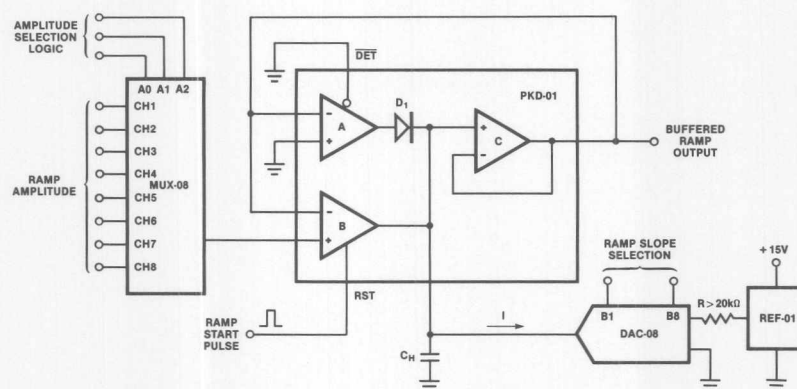 AMPLITUDE
SELECTION
LOGIC
A0 A1 A2
DET
PKD-01
CH1
CH2
CH3
CH4
CH5
CH6
CH7
CH8
MUX-08
RAMP
AMPLITUDE
D1
-
A
+
+
C
-
-
B
+
BUFFERED
RAMP
OUTPUT
RST
RAMP
START
PULSE
I
CH
RAMP SLOPE
SELECTION
B1 B8
DAC-08
R > 20kΩ
+ 15V
REF-01